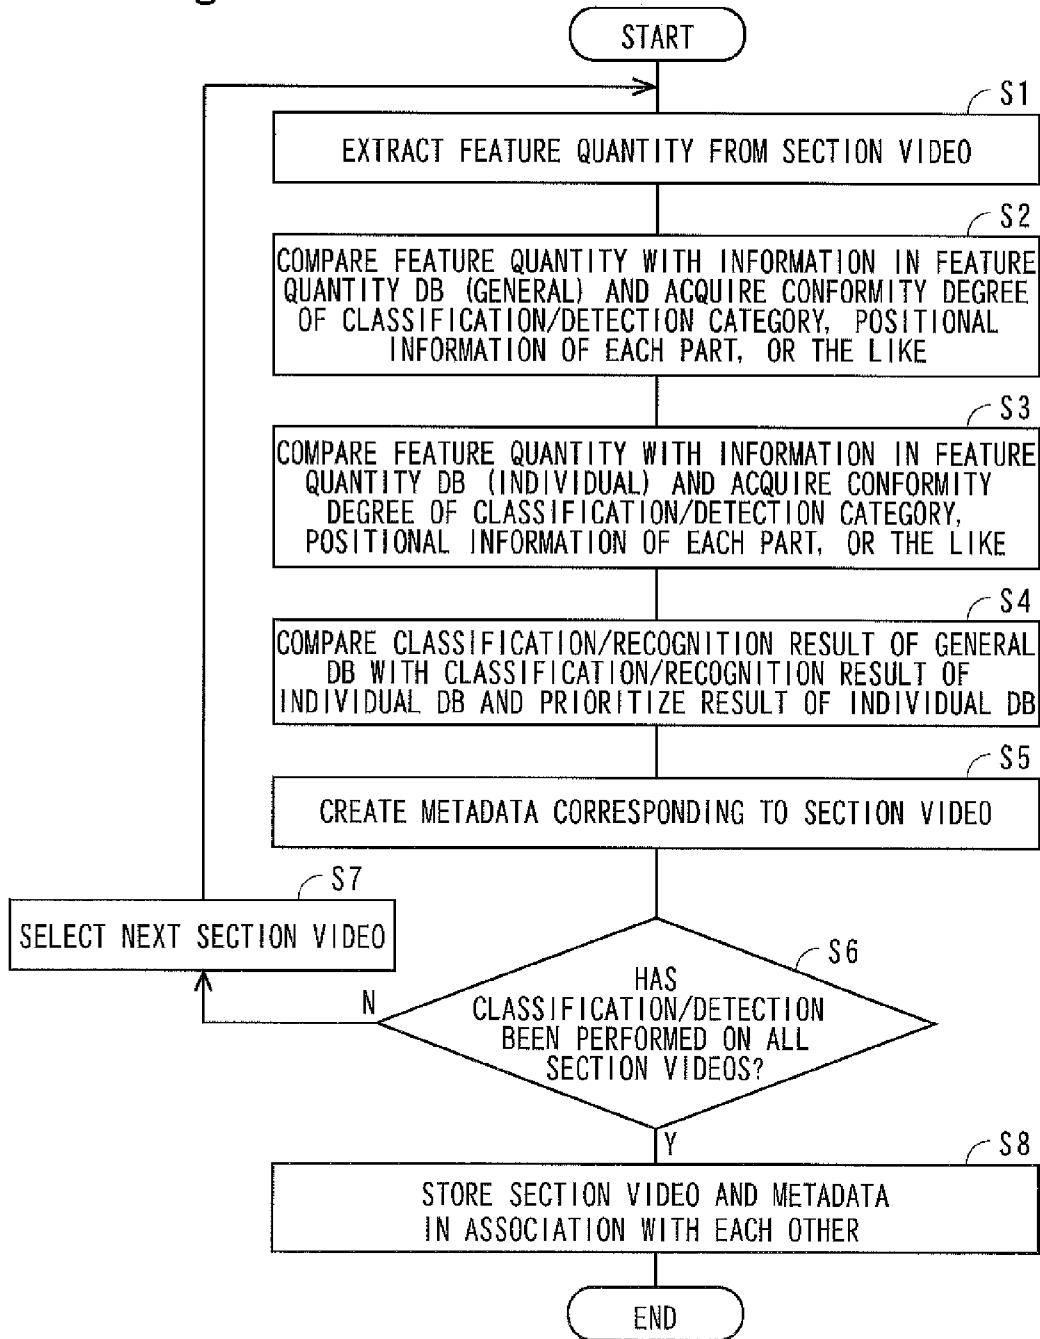 START
S1
EXTRACT FEATURE QUANTITY FROM SECTION VIDEO
S2
COMPARE FEATURE QUANTITY WITH INFORMATION IN FEATURE
QUANTITY DB (GENERAL) AND ACQUIRE CONFORMITY DEGREE
OF CLASSIFICATION/DETECTION CATEGORY, POSITIONAL
INFORMATION OF EACH PART, OR THE LIKE
S3
COMPARE FEATURE QUANTITY WITH INFORMATION IN FEATURE
QUANTITY DB (INDIVIDUAL) AND ACQUIRE CONFORMITY
DEGREE OF CLASSIFICATION/DETECTION CATEGORY,
POSITIONAL INFORMATION OF EACH PART, OR THE LIKE
S4
COMPARE CLASSIFICATION/RECOGNITION RESULT OF GENERAL
DB WITH CLASSIFICATION/RECOGNITION RESULT OF
INDIVIDUAL DB AND PRIORITIZE RESULT OF INDIVIDUAL DB
S5
CREATE METADATA CORRESPONDING TO SECTION VIDEO
S7
SELECT NEXT SECTION VIDEO
S6
N
HAS
CLASSIFICATION/DETECTION
BEEN PERFORMED ON ALL
SECTION VIDEOS?
Y
S8
STORE SECTION VIDEO AND METADATA
IN ASSOCIATION WITH EACH OTHER
END